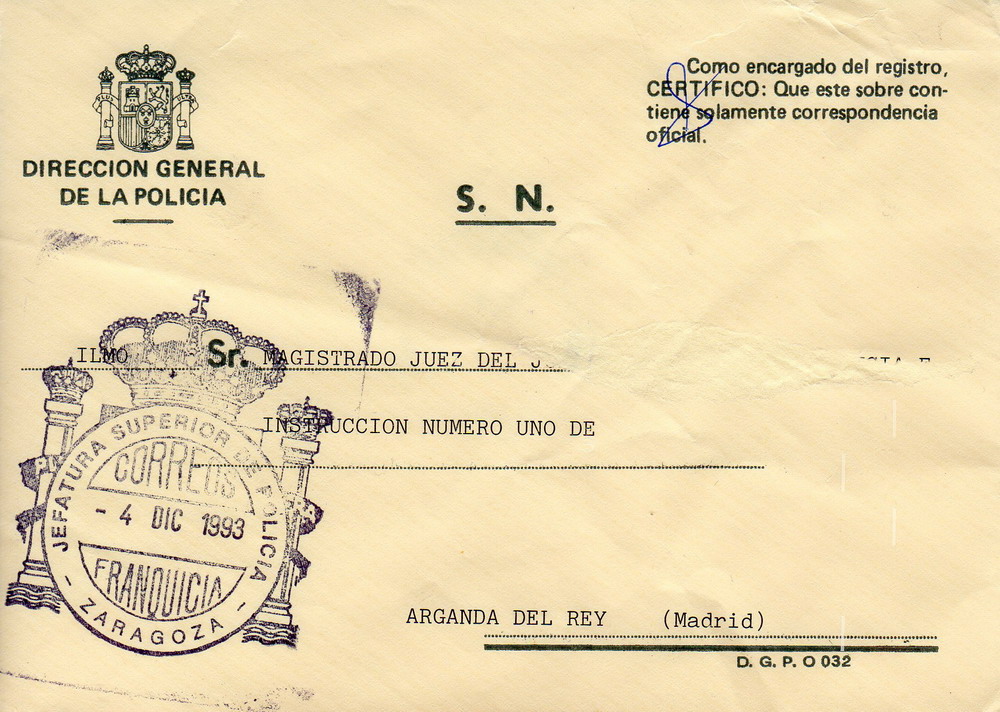 PLUS ULTRA
DIRECCION GENERAL
DE LA POLICIA
Como encargado del registro,
CERTIFICO: Que este sobre con-
tiene solamente correspondencia
oficial.
S. N.
ILMO Sr. MAGISTRADO JUEZ DEL
INSTRUCCION NUMERO UNO DE
JEFATURA SUPERIOR DE POLICIA
CORREOS
- 4 DIC 1993
FRANQUICIA
- ZARAGOZA -
ARGANDA DEL REY (Madrid)
D. G. P. O 032